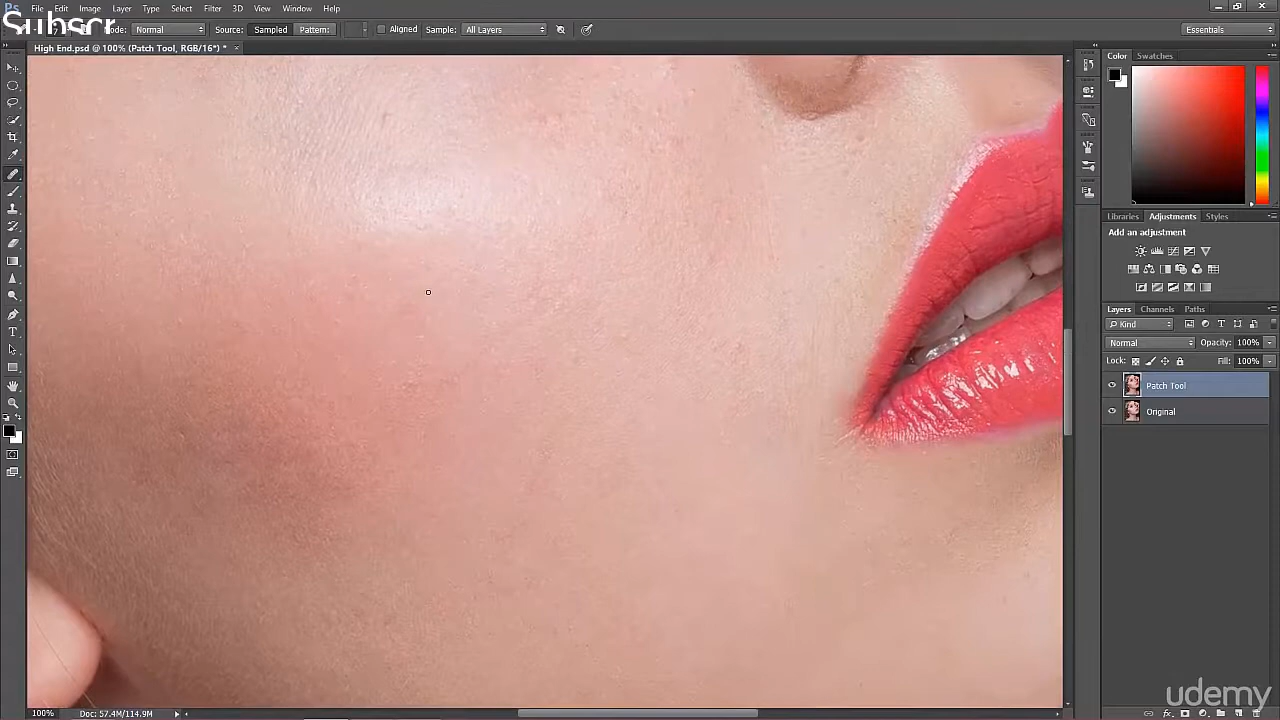 Ps File Edit Image Layer Type Select Filter 3D View Window Help
Subscr
Mode: Normal Source: Sampled Pattern: Aligned Sample: All Layers Essentials
High End.psd @ 100% (Patch Tool, RGB/16*) *
Color Swatches
Libraries Adjustments Styles
Add an adjustment
Layers Channels Paths
Kind
Normal Opacity: 100%
Lock: Fill: 100%
Patch Tool
Original
100% Doc: 57.4M/114.9M
udemy